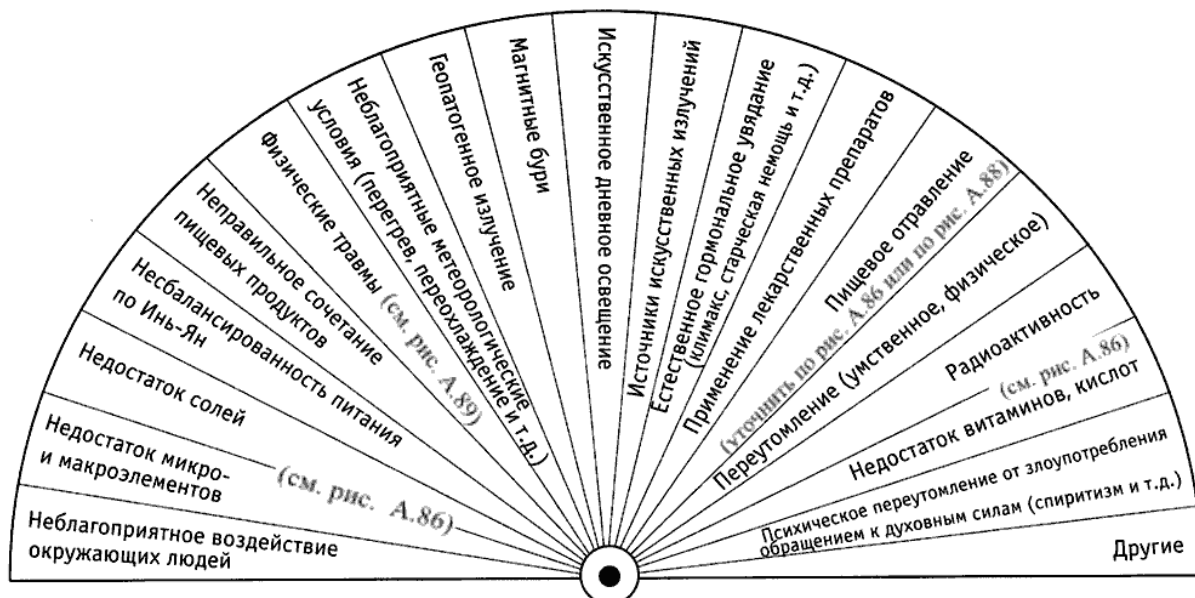 Неблагоприятное воздействие
окружающих людей
Недостаток микро-
и макроэлементов
(см. рис. А.86)
Недостаток солей
Несбалансированность питания
по Инь-Ян
Неправильное сочетание
пищевых продуктов
Физические травмы
(см. рис. А.89)
Неблагоприятные метеорологические
условия (перегрев, переохлаждение и т.д.)
Геопатогенное излучение
Магнитные бури
Искусственное дневное освещение
Источники искусственных излучений
Естественное гормональное увядание
(климакс, старческая немощь и т.д.)
Применение лекарственных препаратов
Пищевое отравление
(уточнить по рис. А.86 или по рис. А.88)
Переутомление (умственное, физическое)
Радиоактивность
(см. рис. А.86)
Недостаток витаминов, кислот
Психическое переутомление от злоупотребления
обращением к духовным силам (спиритизм и т.д.)
Другие